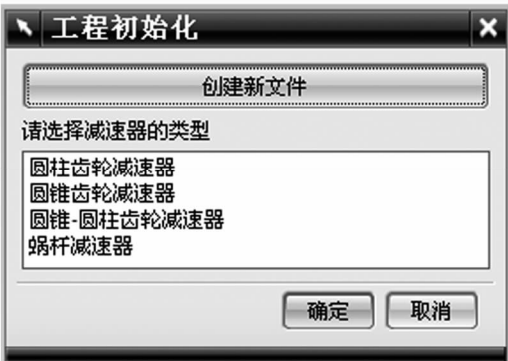 工程初始化
创建新文件
请选择减速器的类型
圆柱齿轮减速器
圆锥齿轮减速器
圆锥-圆柱齿轮减速器
蜗杆减速器
确定 取消